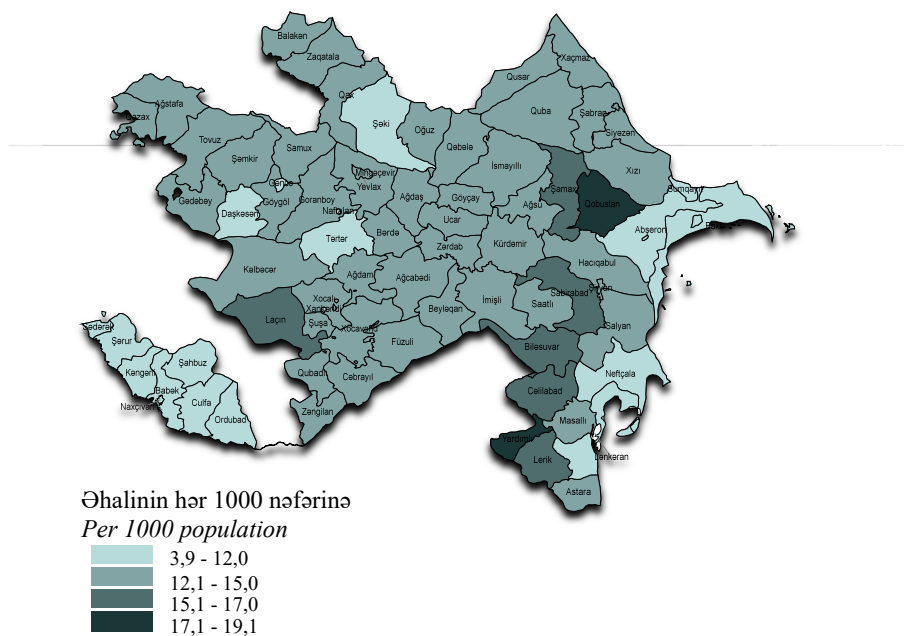 Balakən
Zaqatala
Xaçmaz
Qusar
Qax
Ağstafa
Quba
Şabran
Qazax
Şəki
Oğuz
Siyəzən
Tovuz
Samux
Qəbələ
Şəmkir
İsmayıllı
Xızı
Mingəçevir
Gəncə
Yevlax
Şamaxı
Sumqayıt
Gədəbəy
Göygöl
Goranboy
Ağdaş
Göyçay
Ağsu
Qobustan
Naftalan
Daşkəsən
Ucar
Abşeron
Tərtər
Bərdə
Zərdab
Kürdəmir
Hacıqabul
Kəlbəcər
Ağdam
Ağcabədi
Şirvan
Sabirabad
Xocalı
Xankəndi
İmişli
Saatlı
Beyləqan
Laçın
Şuşa
Xocavənd
Salyan
Sədərək
Füzuli
Şərur
Biləsuvar
Şahbuz
Kəngərli
Qubadlı
Cəbrayıl
Neftçala
Babək
Culfa
Cəlilabad
Naxçıvan
Zəngilan
Ordubad
Masallı
Yardımlı
Lənkəran
Lerik
Astara
Əhalinin hər 1000 nəfərinə
Per 1000 population
3,9 - 12,0
12,1 - 15,0
15,1 - 17,0
17,1 - 19,1